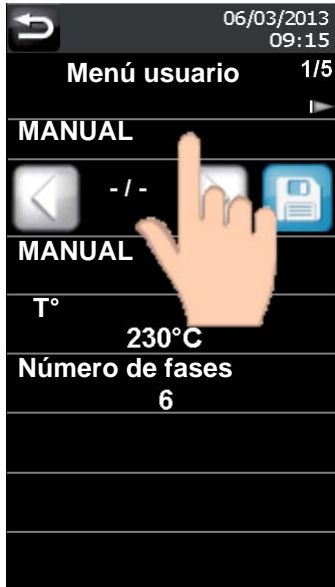 06/03/2013
09:15
Menú usuario 1/5
MANUAL
- / -
MANUAL
T°
230°C
Número de fases
6